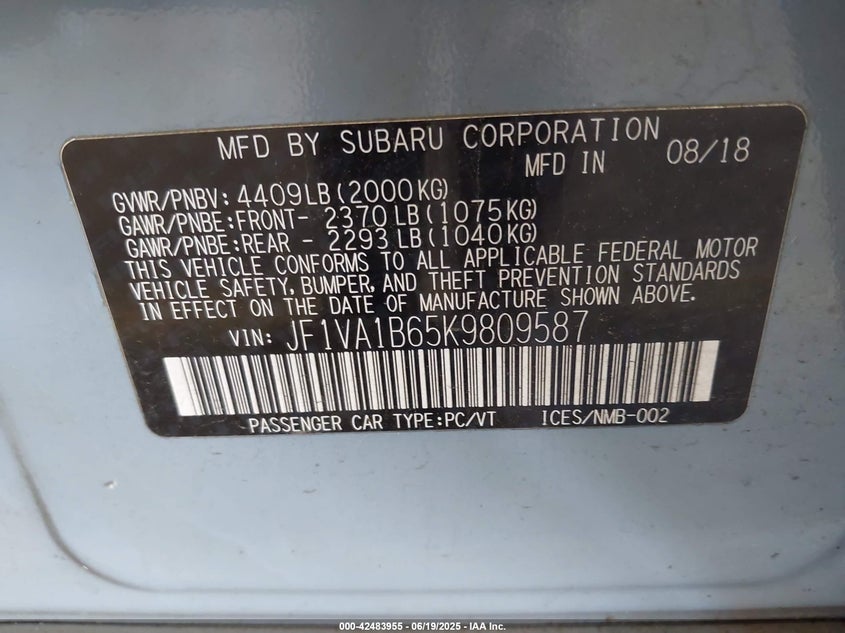 MFD BY SUBARU CORPORATION
MFD IN 08/18
GVWR/PNBV: 4409LB(2000KG)
GAWR/PNBE:FRONT- 2370LB(1075KG)
GAWR/PNBE:REAR - 2293LB(1040KG)
THIS VEHICLE CONFORMS TO ALL APPLICABLE FEDERAL MOTOR
VEHICLE SAFETY, BUMPER, AND THEFT PREVENTION STANDARDS
IN EFFECT ON THE DATE OF MANUFACTURE SHOWN ABOVE.
VIN: JF1VA1B65K9809587
PASSENGER CAR TYPE:PC/VT ICES/NMB-002
000-42483955 - 06/19/2025 - IAA Inc.